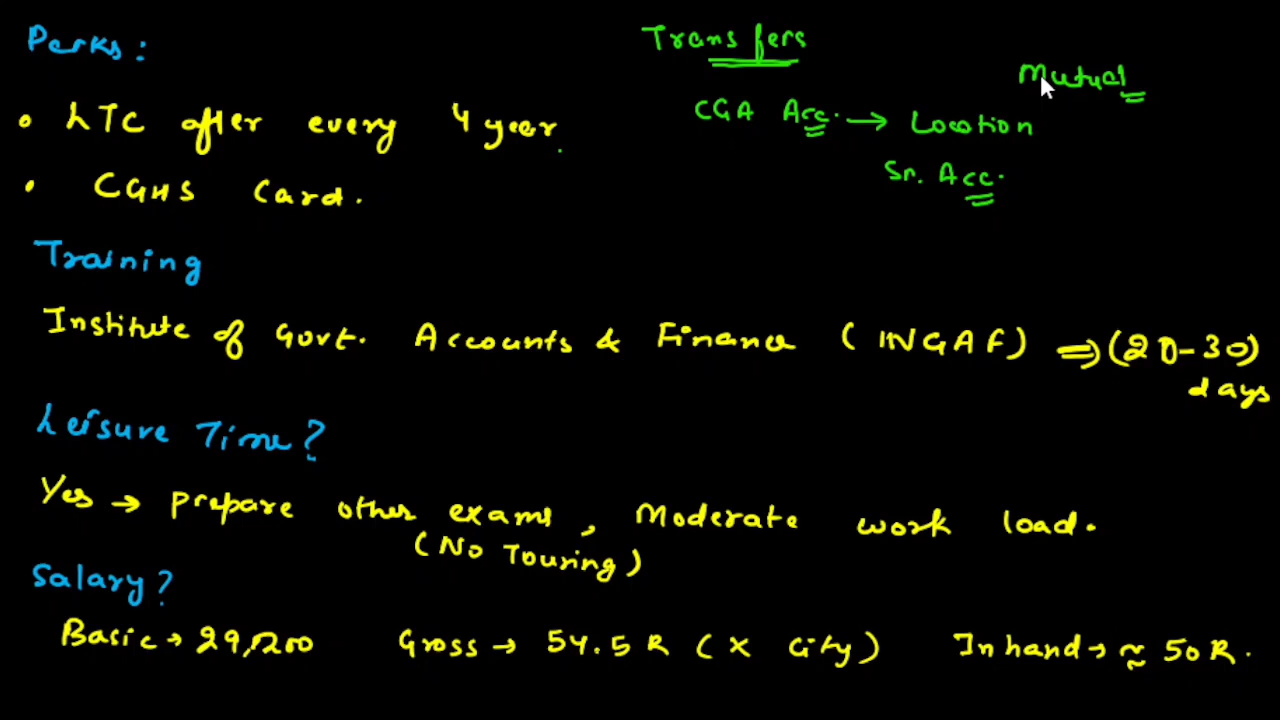 Perks:
• LTC after every 4 year.
• CGHS Card.
Transfers
Mutual
CGA Acc. → Location
Sr. Acc.
Training
Institute of Govt. Accounts & Finance (INGAF) ⇒ (20-30) days
Leisure Time?
Yes → prepare other exams, Moderate work load.
(No Touring)
Salary?
Basic → 29,200 Gross → 54.5 K (X City) In hand → ≈ 50 K.